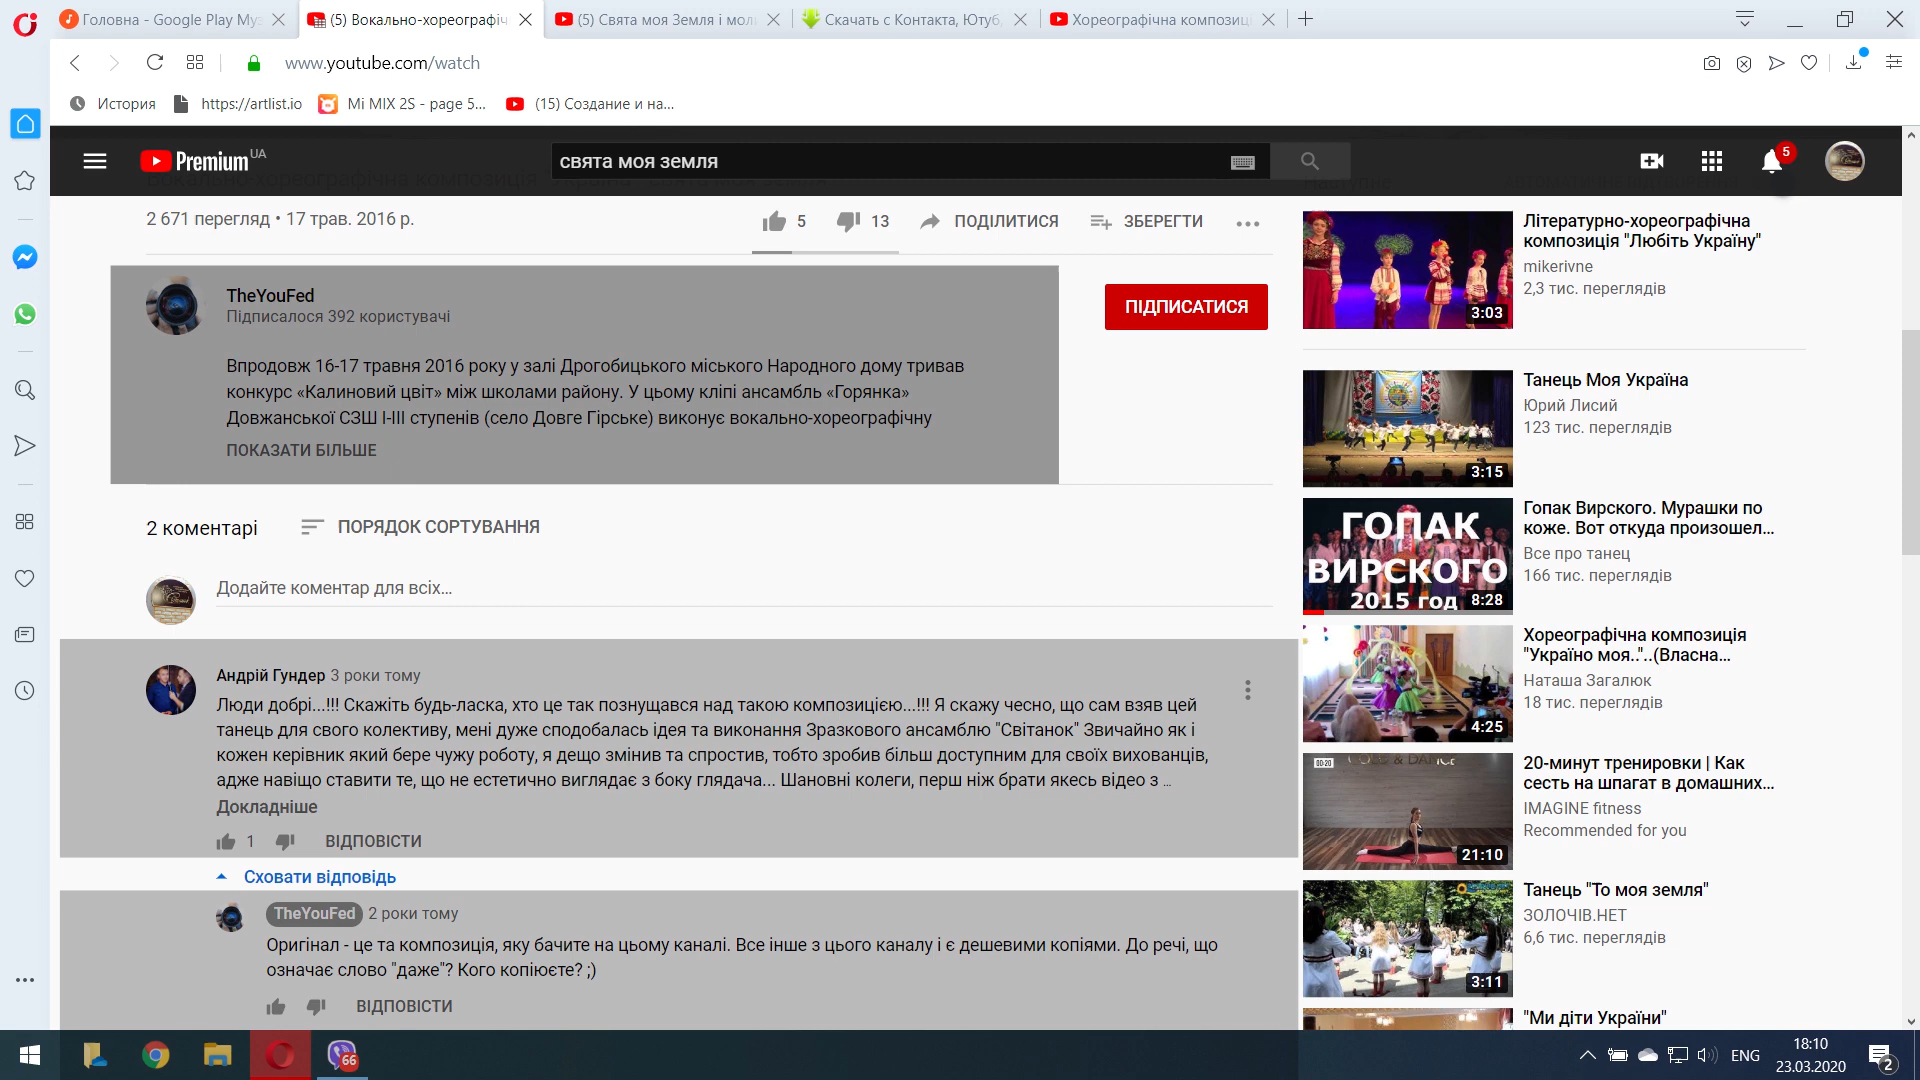 Головна - Google Play Му
(5) Вокально-хореографіч
(5) Свята моя Земля і мол
Скачать с Контакта, Ютуб,
Хореографічна композиц
www.youtube.com/watch
История
https://artlist.io
Mi MIX 2S - page 5...
(15) Создание и на...
Premium UA
свята моя земля
5
2 671 перегляд • 17 трав. 2016 р.
5
13
ПОДІЛИТИСЯ
ЗБЕРЕГТИ
TheYouFed
Підписалося 392 користувачі
ПІДПИСАТИСЯ
Впродовж 16-17 травня 2016 року у залі Дрогобицького міського Народного дому тривав
конкурс «Калиновий цвіт» між школами району. У цьому кліпі ансамбль «Горянка»
Довжанської СЗШ І-ІІІ ступенів (село Довге Гірське) виконує вокально-хореографічну
ПОКАЗАТИ БІЛЬШЕ
2 коментарі
ПОРЯДОК СОРТУВАННЯ
Додайте коментар для всіх...
Андрій Гундер 3 роки тому
Люди добрі...!!! Скажіть будь-ласка, хто це так познущався над такою композицією...!!! Я скажу чесно, що сам взяв цей
танець для свого колективу, мені дуже сподобалась ідея та виконання Зразкового ансамблю "Світанок" Звичайно як і
кожен керівник який бере чужу роботу, я дещо змінив та спростив, тобто зробив більш доступним для своїх вихованців,
адже навіщо ставити те, що не естетично виглядає з боку глядача... Шановні колеги, перш ніж брати якесь відео з ...
Докладніше
1
ВІДПОВІСТИ
Сховати відповідь
TheYouFed 2 роки тому
Оригінал - це та композиція, яку бачите на цьому каналі. Все інше з цього каналу і є дешевими копіями. До речі, що
означає слово "даже"? Кого копіюєте? ;)
ВІДПОВІСТИ
3:03
Літературно-хореографічна
композиція "Любіть Україну"
mikerivne
2,3 тис. переглядів
3:15
Танець Моя Україна
Юрий Лисий
123 тис. переглядів
ГОПАК
ВИРСКОГО
2015 год
8:28
Гопак Вирского. Мурашки по
коже. Вот откуда произошел...
Все про танец
166 тис. переглядів
4:25
Хореографічна композиція
"Україно моя.."..(Власна...
Наташа Загалюк
18 тис. переглядів
00:20
21:10
20-минут тренировки | Как
сесть на шпагат в домашних...
IMAGINE fitness
Recommended for you
3:11
Танець "То моя земля"
ЗОЛОЧІВ.НЕТ
6,6 тис. переглядів
"Ми діти України"
66
ENG
18:10
23.03.2020
2